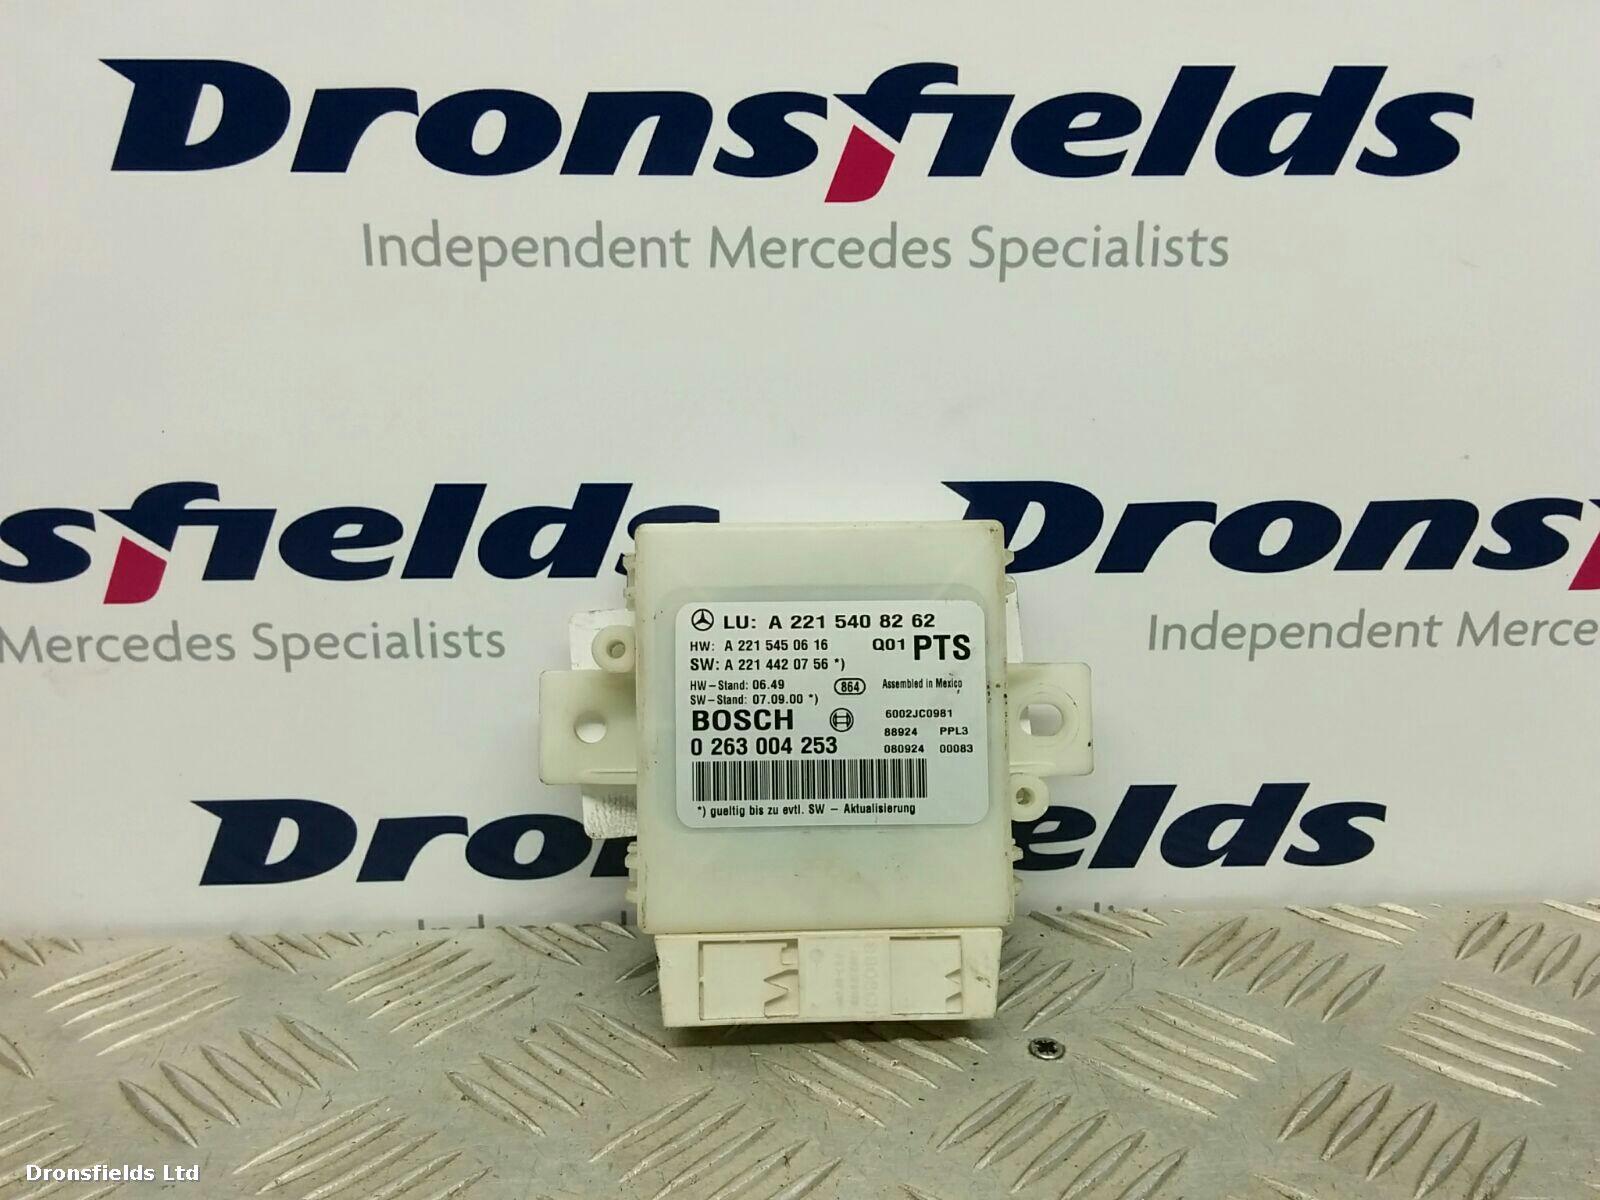 Dronsfields
Independent Mercedes Specialists
sfields
Mercedes Specialists
Drons
Independent Merce
LU: A 221 540 82 62
HW: A 221 545 06 16 Q01 PTS
SW: A 221 442 07 56 *)
HW-Stand: 06.49 864 Assembled in Mexico
SW-Stand: 07.09.00 *)
BOSCH 6002JC0981
88924 PPL3
0 263 004 253 080924 00083
*) gueltig bis zu evtl. SW - Aktualisierung
Dro elds
alists
Dronsfields Ltd